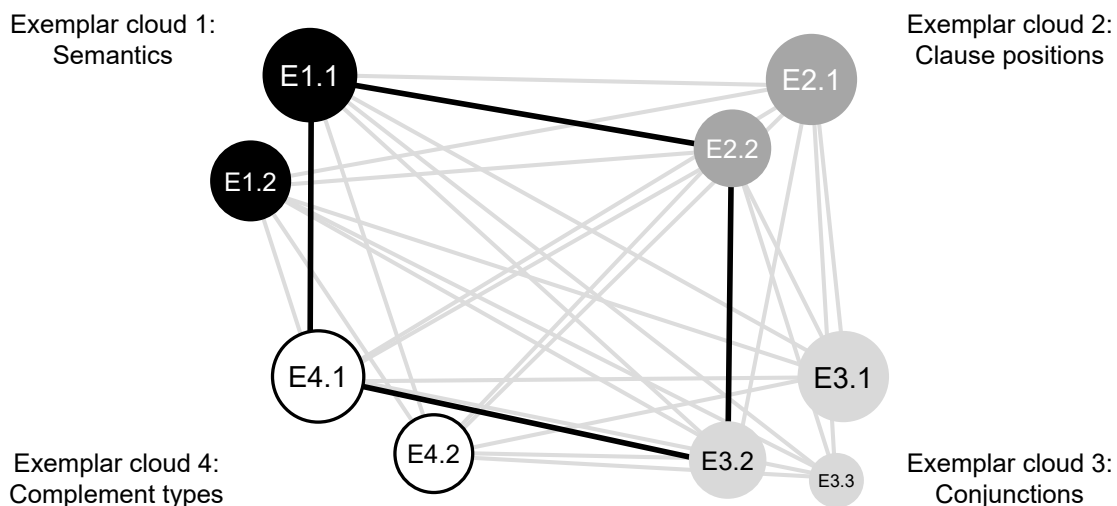 Exemplar cloud 1:
Semantics
Exemplar cloud 2:
Clause positions
E1.1
E2.1
E2.2
E1.2
E4.1
E3.1
E4.2
E3.2
E3.3
Exemplar cloud 4:
Complement types
Exemplar cloud 3:
Conjunctions